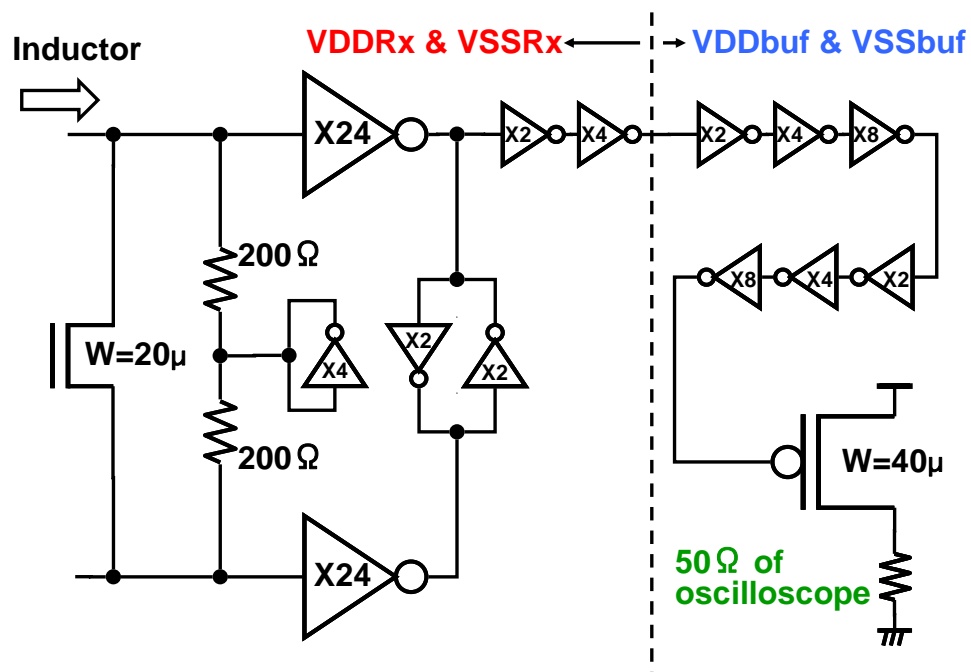 VDDRx & VSSRx
VDDbuf & VSSbuf
Inductor
X24
X2
X4
X2
X4
X8
200Ω
X8
X4
X2
X2
X2
X4
W=20μ
200Ω
W=40μ
X24
50Ω of
oscilloscope